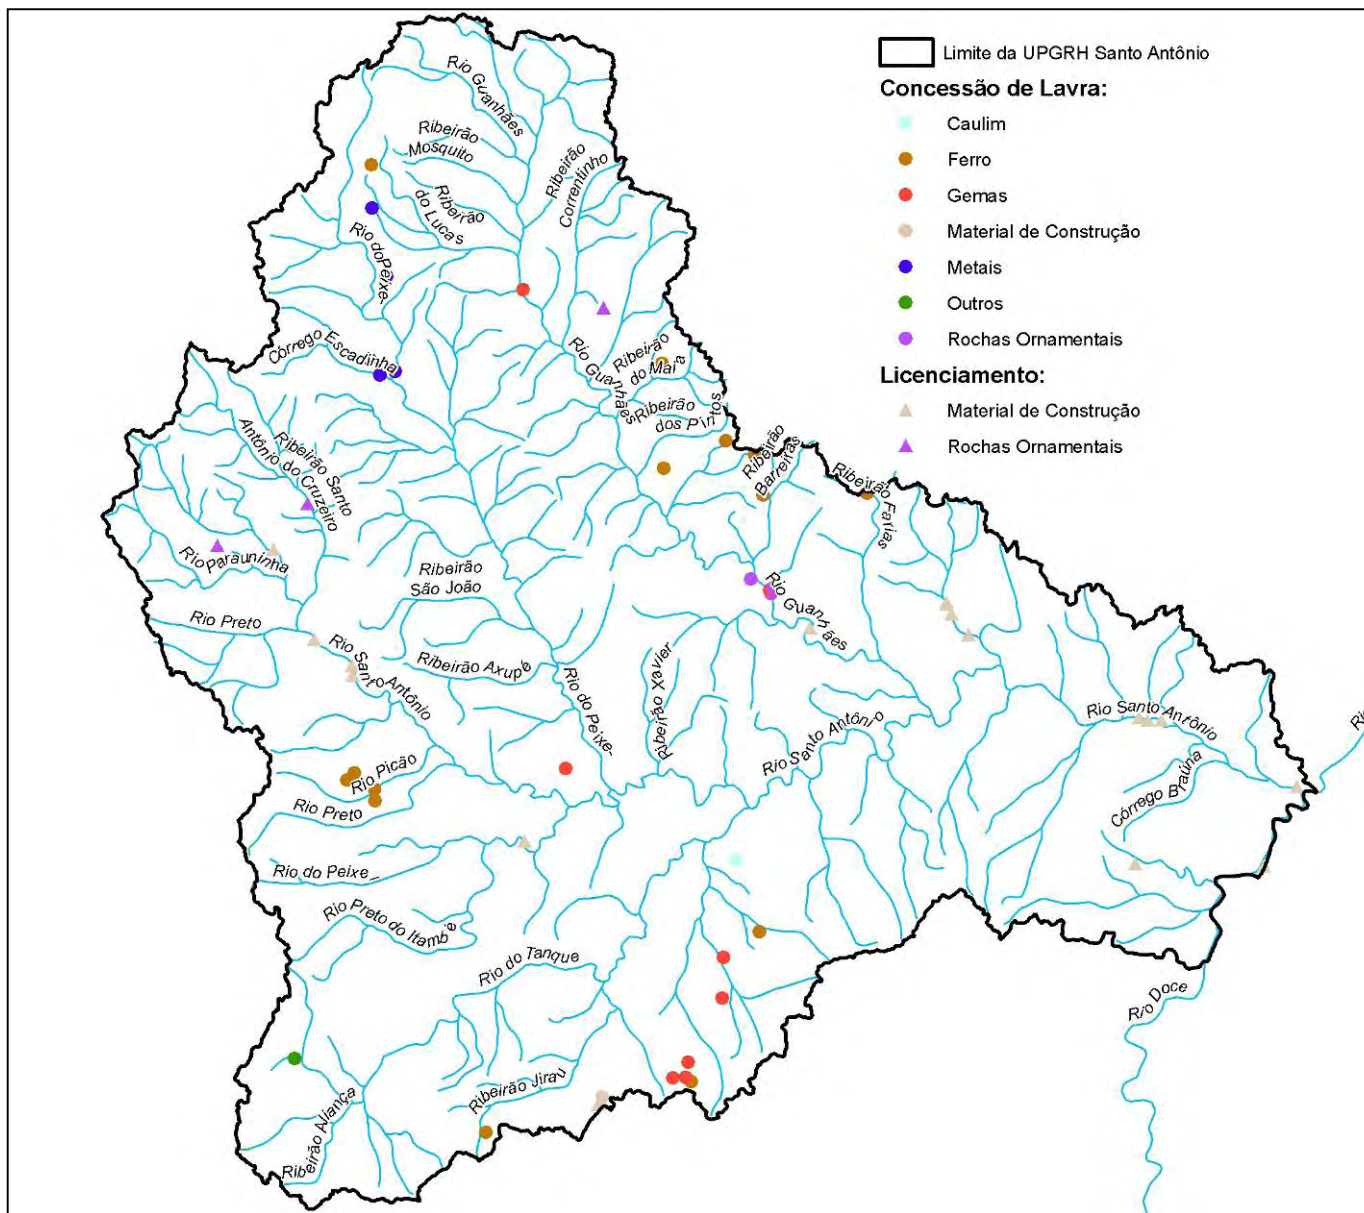 Limite da UPGRH Santo Antônio
Concessão de Lavra:
Caulim
Ferro
Gemas
Material de Construção
Metais
Outros
Rochas Ornamentais
Licenciamento:
Material de Construção
Rochas Ornamentais
Rio Guanhães
Ribeirão
Mosquito
Ribeirão
do Lucas
Ribeirão
Correntinho
Rio do Peixe
Córrego Escadinha
Rio Guanhães
Ribeirão
do Maia
Ribeirão
dos Pintos
Ribeirão Santo
Antônio do Cruzeiro
Ribeirão
Barreiras
Ribeirão
Farias
Rio Parauninha
Ribeirão
São João
Rio Guanhães
Rio Preto
Rio Santo Antônio
Ribeirão Axupé
Rio do Peixe
Ribeirão Xavier
Rio Santo Antônio
Rio Santo Antônio
Rio Picão
Rio Preto
Córrego Braúna
Rio do Peixe
Rio Preto do Itambé
Rio do Tanque
Rio Doce
Ribeirão Jirau
Ribeirão Aliança